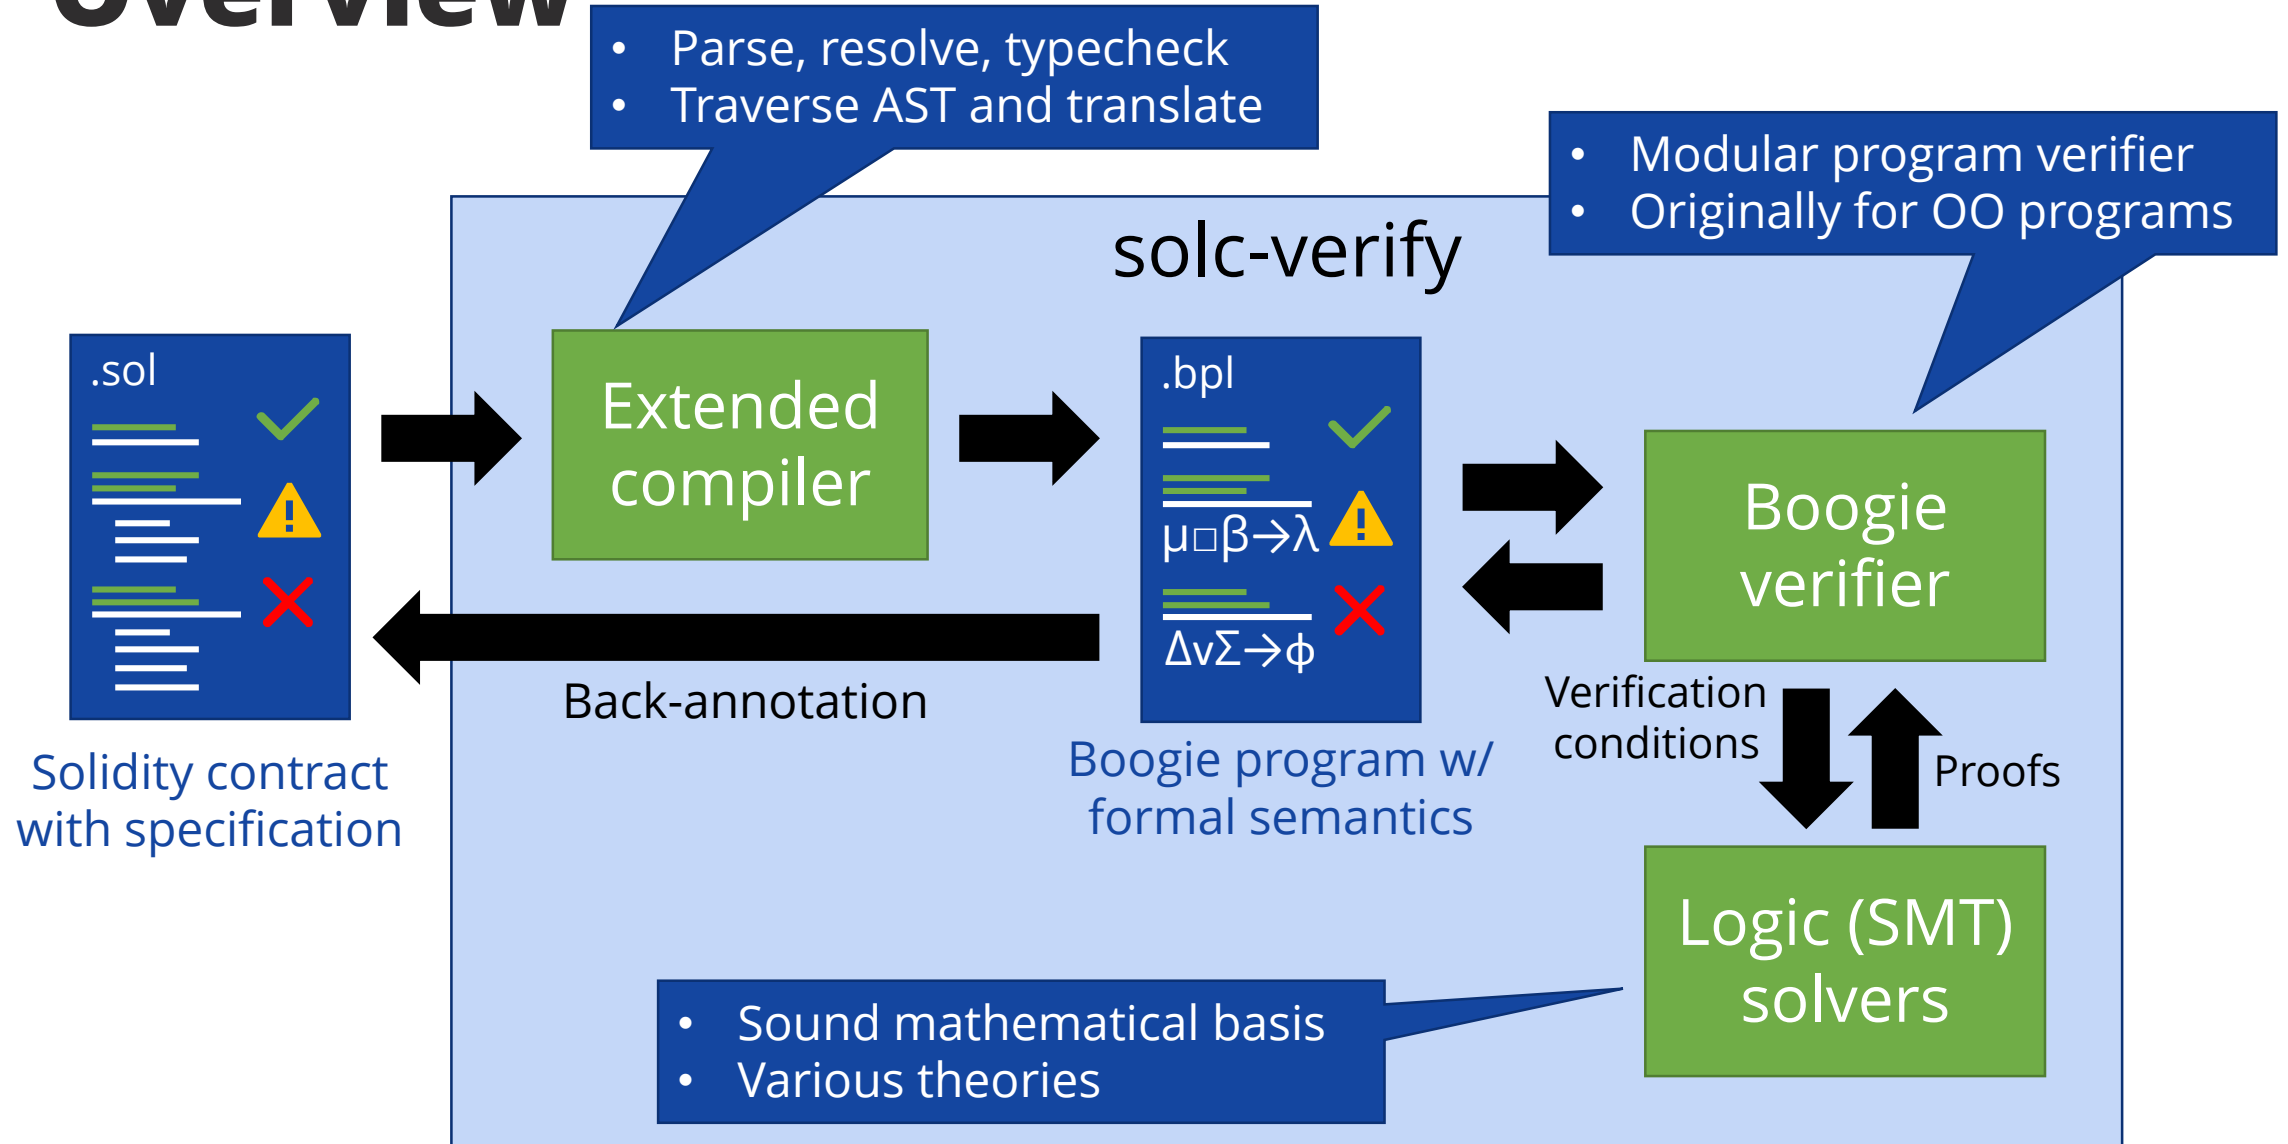 Overview
• Parse, resolve, typecheck
• Traverse AST and translate
• Modular program verifier
• Originally for OO programs
solc-verify
.sol
Extended
compiler
.bpl
μ□β→λ
ΔνΣ→ϕ
Boogie
verifier
Back-annotation
Verification
conditions
Proofs
Solidity contract
with specification
Boogie program w/
formal semantics
Logic (SMT)
solvers
• Sound mathematical basis
• Various theories